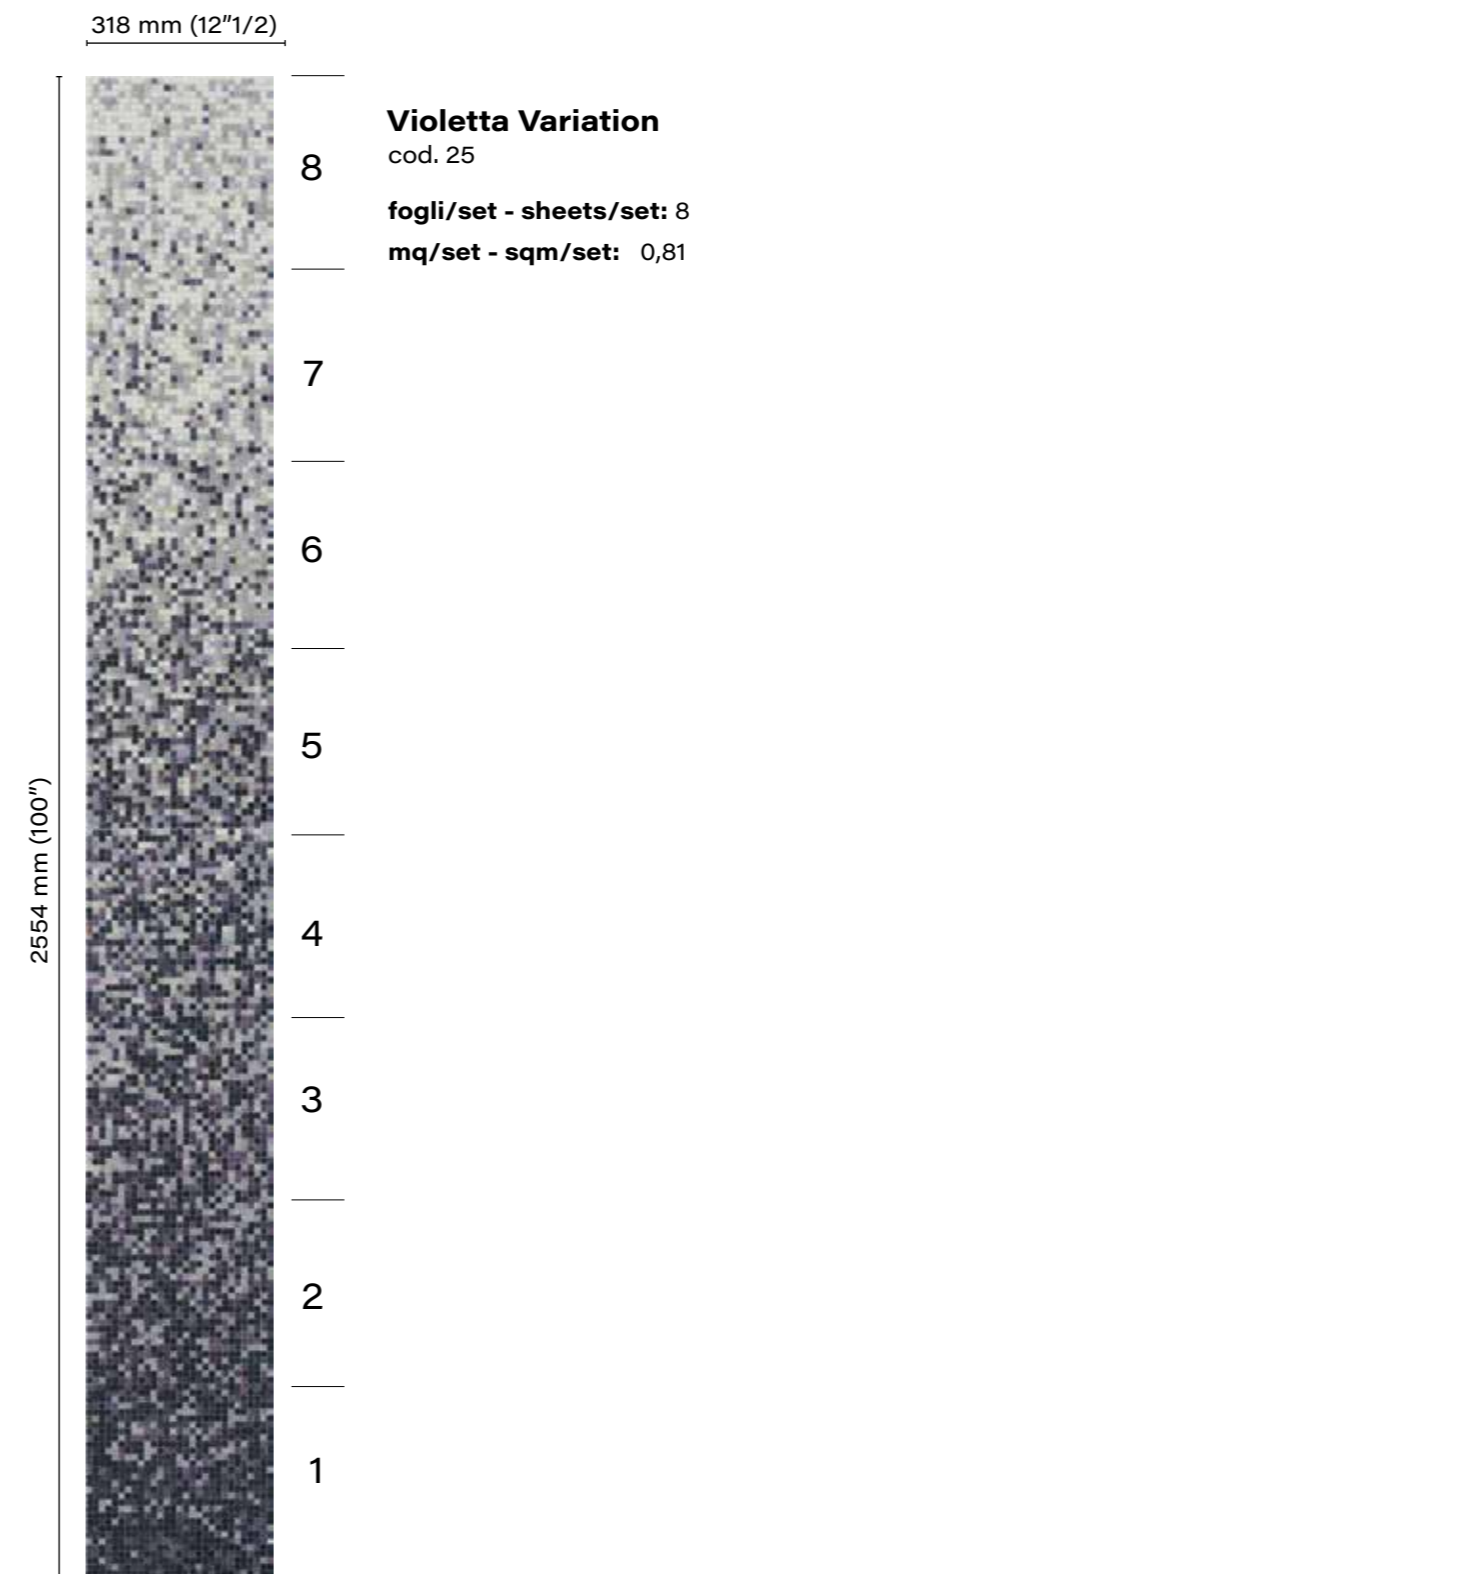 318 mm (12"1/2)
Violetta Variation
cod. 25
fogli/set - sheets/set: 8
mq/set - sqm/set: 0,81
8
7
6
5
4
3
2
1
2554 mm (100")